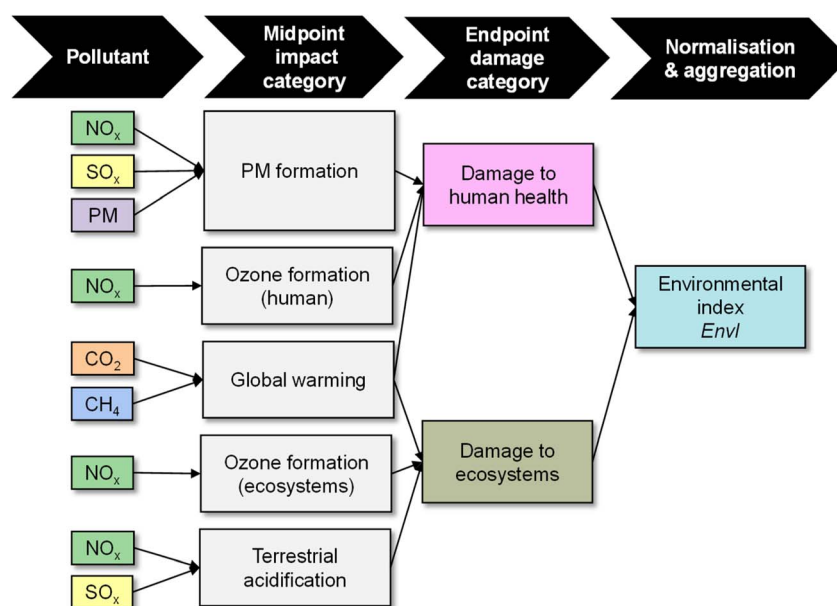 Pollutant
Midpoint
impact
category
Endpoint
damage
category
Normalisation
& aggregation
NOₓ
SOₓ
PM
PM formation
Damage to
human health
NOₓ
Ozone formation
(human)
Environmental
index
EnvI
CO₂
CH₄
Global warming
NOₓ
Ozone formation
(ecosystems)
Damage to
ecosystems
NOₓ
SOₓ
Terrestrial
acidification